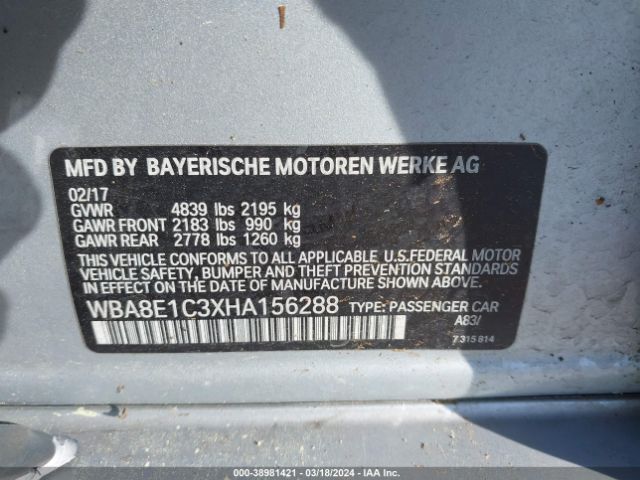 MFD BY BAYERISCHE MOTOREN WERKE AG
02/17
GVWR 4839 lbs 2195 kg
GAWR FRONT 2183 lbs 990 kg
GAWR REAR 2778 lbs 1260 kg
THIS VEHICLE CONFORMS TO ALL APPLICABLE U.S.FEDERAL MOTOR
VEHICLE SAFETY, BUMPER AND THEFT PREVENTION STANDARDS
IN EFFECT ON THE DATE OF MANUFACTURE SHOWN ABOVE.
WBA8E1C3XHA156288 TYPE: PASSENGER CAR
A83/
7 315 814
000-38981421 | 03/18/2024 - IAA Inc.